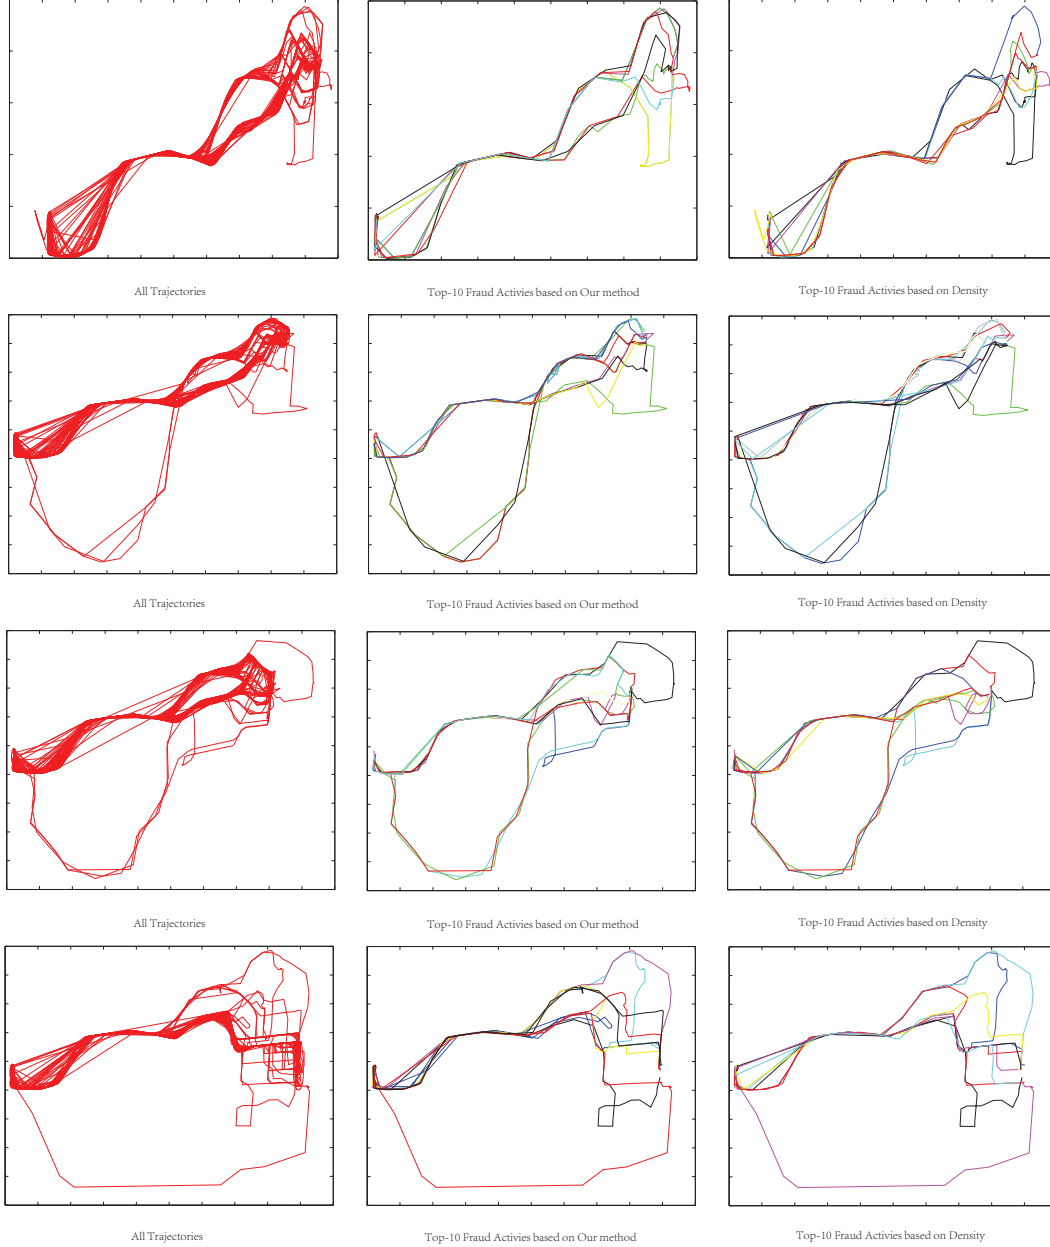 All Trajectories
Top-10 Fraud Activies based on Our method
Top-10 Fraud Activies based on Density
All Trajectories
Top-10 Fraud Activies based on Our method
Top-10 Fraud Activies based on Density
All Trajectories
Top-10 Fraud Activies based on Our method
Top-10 Fraud Activies based on Density
All Trajectories
Top-10 Fraud Activies based on Our method
Top-10 Fraud Activies based on Density